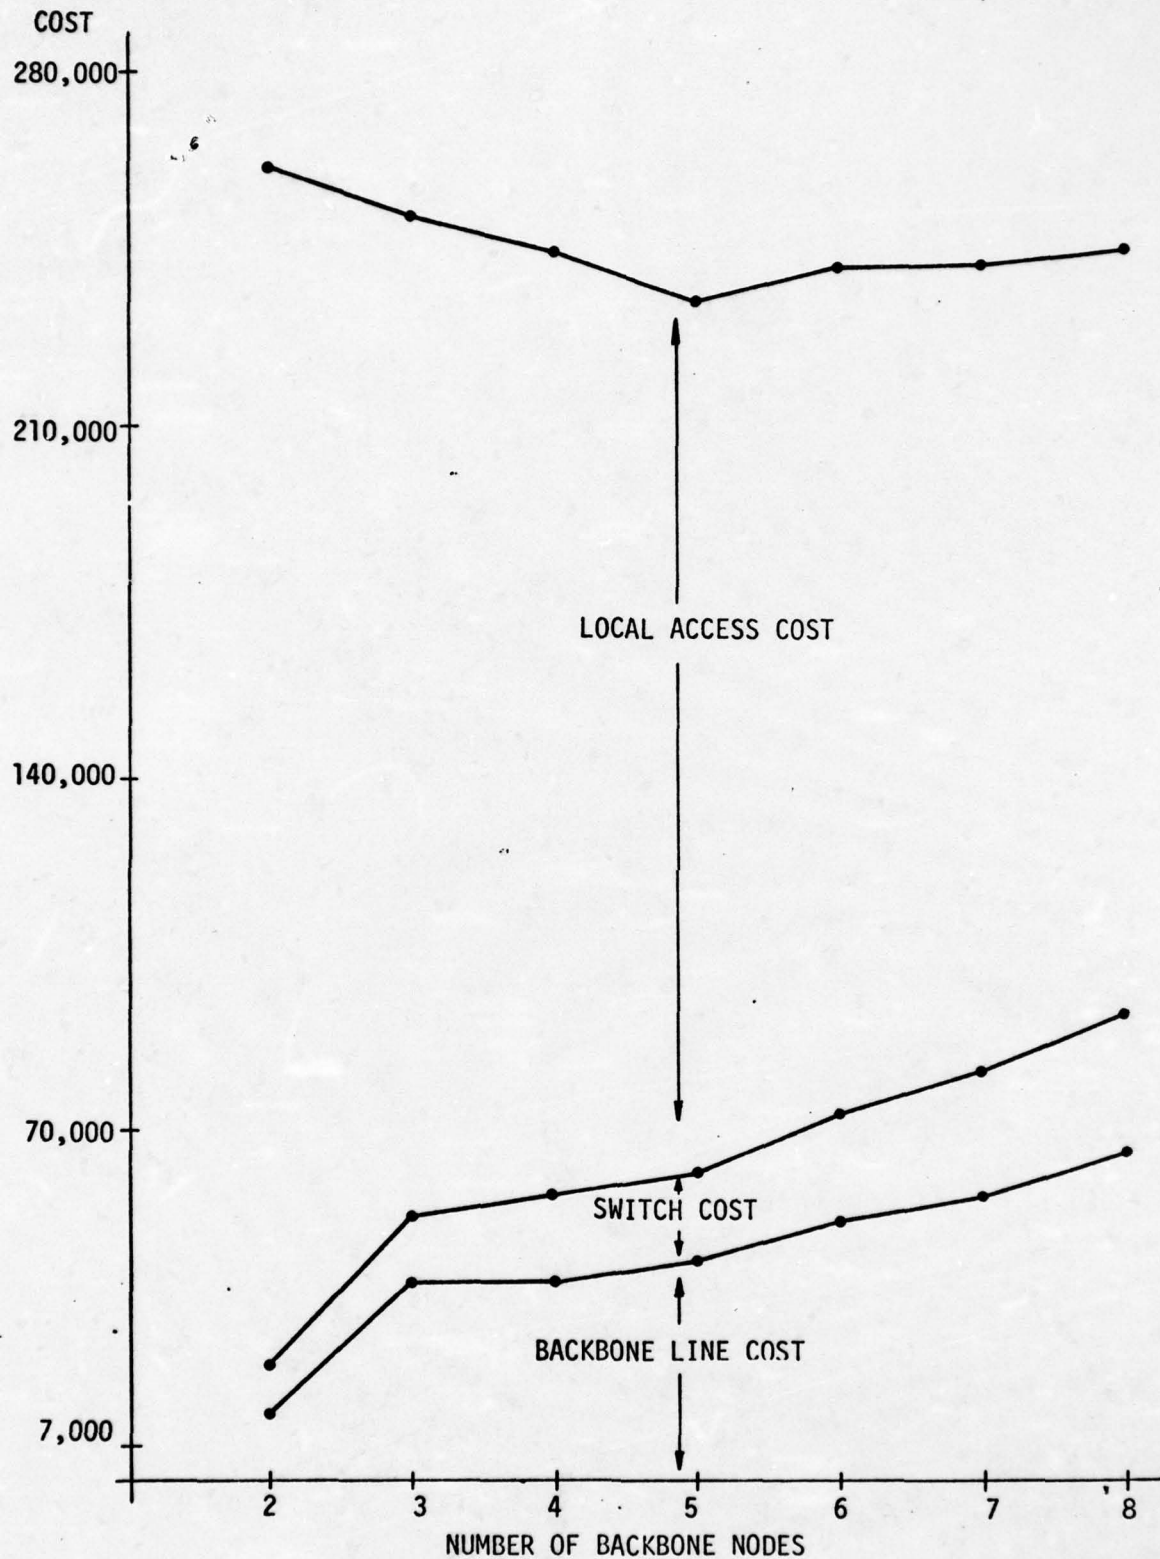 COST
280,000
210,000
LOCAL ACCESS COST
140,000
70,000
SWITCH COST
BACKBONE LINE COST
7,000
2 3 4 5 6 7 8
NUMBER OF BACKBONE NODES